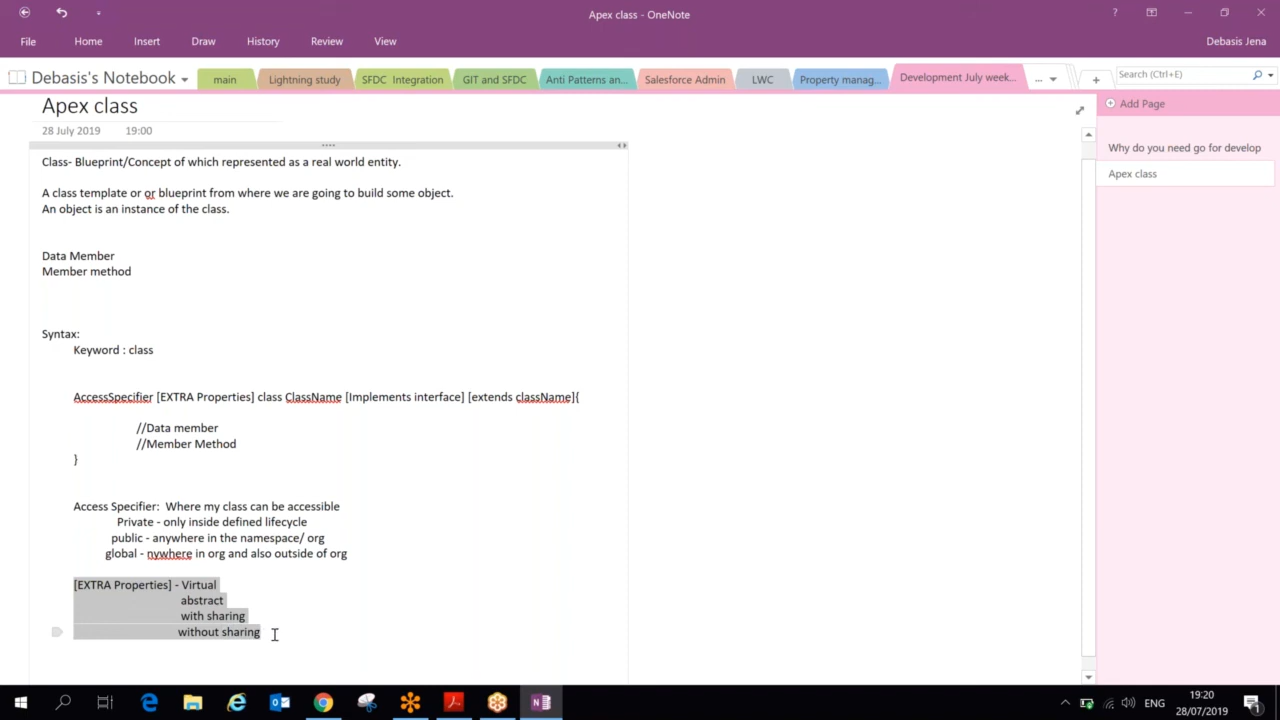 Apex class - OneNote
?
File Home Insert Draw History Review View
Debasis Jena
Debasis's Notebook
main
Lightning study
SFDC Integration
GIT and SFDC
Anti Patterns an...
Salesforce Admin
LWC
Property manag...
Development July week...
...
Search (Ctrl+E)
Add Page
Why do you need go for develop
Apex class
Apex class
28 July 2019 19:00
Class- Blueprint/Concept of which represented as a real world entity.
A class template or or blueprint from where we are going to build some object.
An object is an instance of the class.
Data Member
Member method
Syntax:
Keyword : class
AccessSpecifier [EXTRA Properties] class ClassName [Implements interface] [extends className]{
//Data member
//Member Method
}
Access Specifier: Where my class can be accessible
Private - only inside defined lifecycle
public - anywhere in the namespace/ org
global - nywhere in org and also outside of org
[EXTRA Properties] - Virtual
abstract
with sharing
without sharing
ENG
19:20
28/07/2019